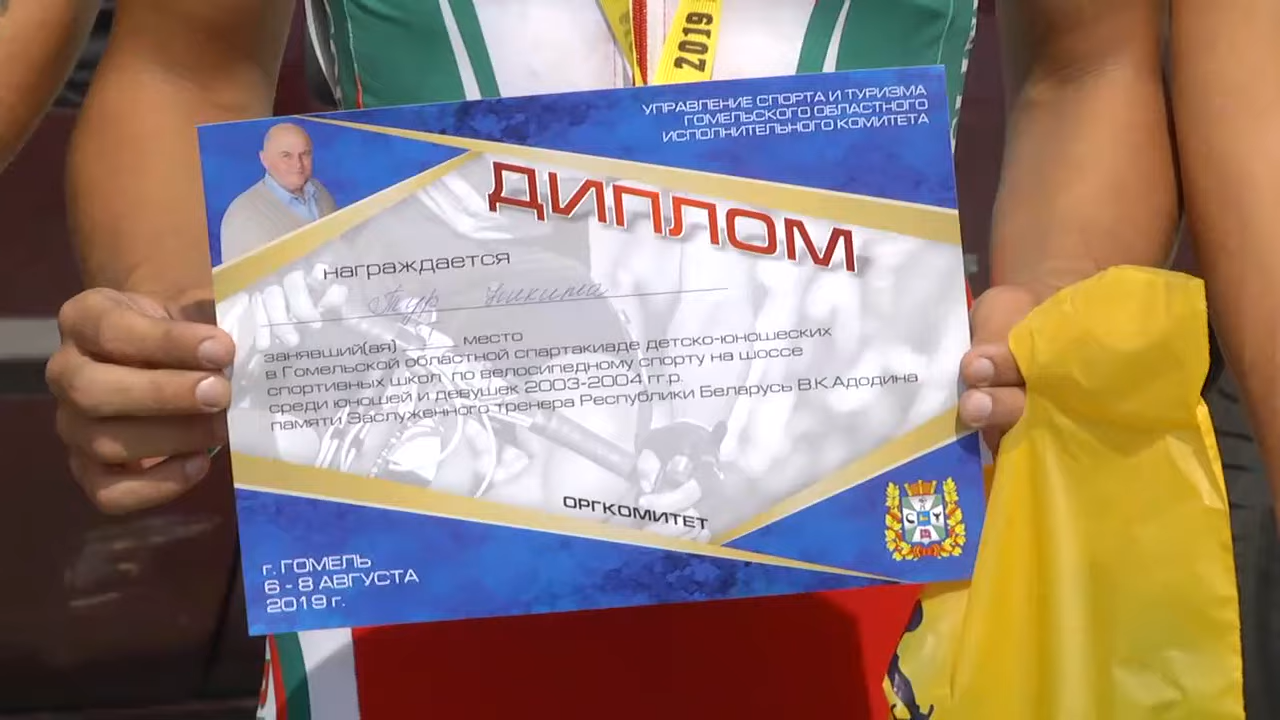 2019
УПРАВЛЕНИЕ СПОРТА И ТУРИЗМА
ГОМЕЛЬСКОГО ОБЛАСТНОГО
ИСПОЛНИТЕЛЬНОГО КОМИТЕТА
ДИПЛОМ
награждается
Никита
занявший(ая) место
в Гомельской областной спартакиаде детско-юношеских
спортивных школ по велосипедному спорту на шоссе
среди юношей и девушек 2003-2004 гг.р.
памяти Заслуженного тренера Республики Беларусь В.К.Адодина
ОРГКОМИТЕТ
г. ГОМЕЛЬ
6 - 8 АВГУСТА
2019 г.